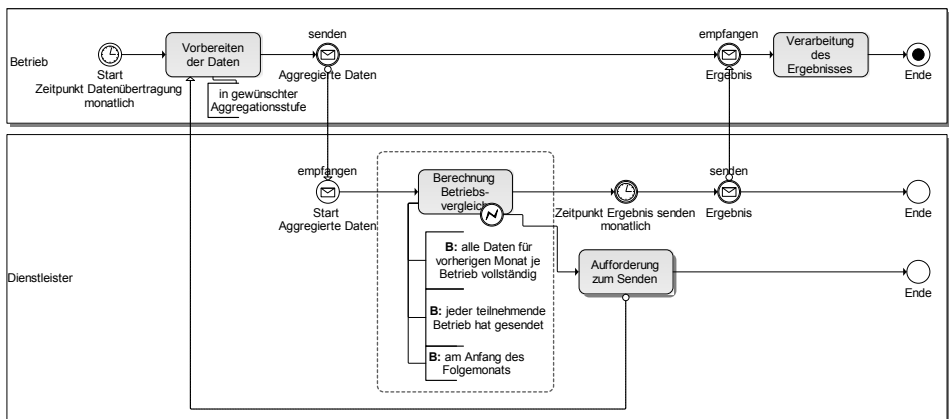 Betrieb
Start
Zeitpunkt Datenübertragung
monatlich
Vorbereiten
der Daten
in gewünschter
Aggregationsstufe
senden
Aggregierte Daten
empfangen
Ergebnis
Verarbeitung
des
Ergebnisses
Ende
Dienstleister
empfangen
Start
Aggregierte Daten
Berechnung
Betriebs-
vergleich
B: alle Daten für
vorherigen Monat je
Betrieb vollständig
B: jeder teilnehmende
Betrieb hat gesendet
B: am Anfang des
Folgemonats
Zeitpunkt Ergebnis senden
monatlich
senden
Ergebnis
Ende
Aufforderung
zum Senden
Ende